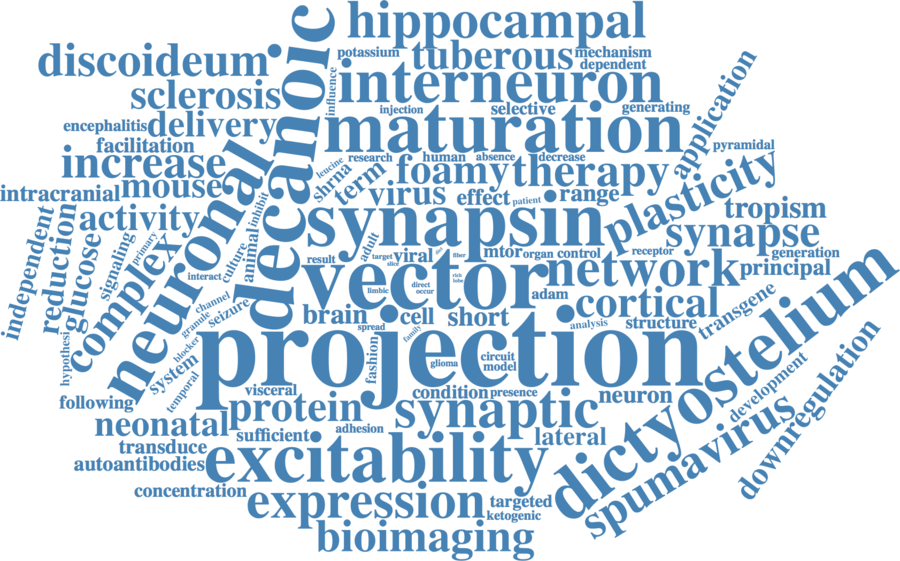 hippocampal
decanoic
discoideum
potassium
tuberous
mechanism
dependent
interneuron
influence
sclerosis
injection
selective
generating
application
encephalitis
delivery
maturation
facilitation
pyramidal
increase
leucine
research
human
absence
decrease
foamy
therapy
shrna
term
intracranial
mouse
virus
effect
patient
range
plasticity
neuronal
inhibit
independent
reduction
activity
synapsin
tropism
synapse
glucose
signaling
primary
complex
culture
animal
adult
result
target
slice
viral
fiber
mtor
organ
control
receptor
generation
interact
vector
network
principal
limbic
direct
occur
rich
adam
cortical
channel
granule
seizure
brain
cell
short
spread
family
analysis
structure
transgene
dictyostelium
hypothesi
blocker
projection
system
temporal
fashion
glioma
circuit
model
following
visceral
condition
presence
neuron
development
downregulation
protein
synaptic
neonatal
sufficient
adhesion
lateral
spumavirus
transduce
autoantibodies
excitability
concentration
expression
targeted
ketogenic
bioimaging